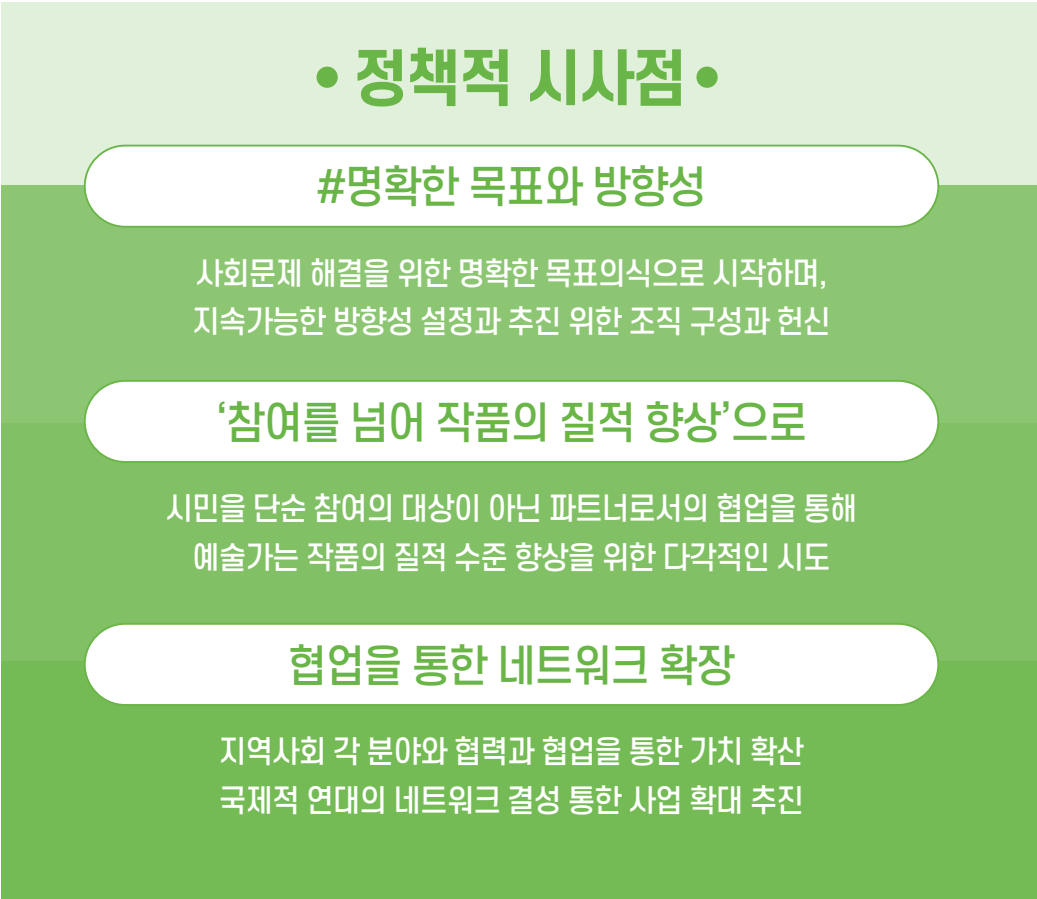 • 정책적 시사점 •
#명확한 목표와 방향성
사회문제 해결을 위한 명확한 목표의식으로 시작하며,
지속가능한 방향성 설정과 추진 위한 조직 구성과 헌신
‘참여를 넘어 작품의 질적 향상’으로
시민을 단순 참여의 대상이 아닌 파트너로서의 협업을 통해
예술가는 작품의 질적 수준 향상을 위한 다각적인 시도
협업을 통한 네트워크 확장
지역사회 각 분야와 협력과 협업을 통한 가치 확산
국제적 연대의 네트워크 결성 통한 사업 확대 추진